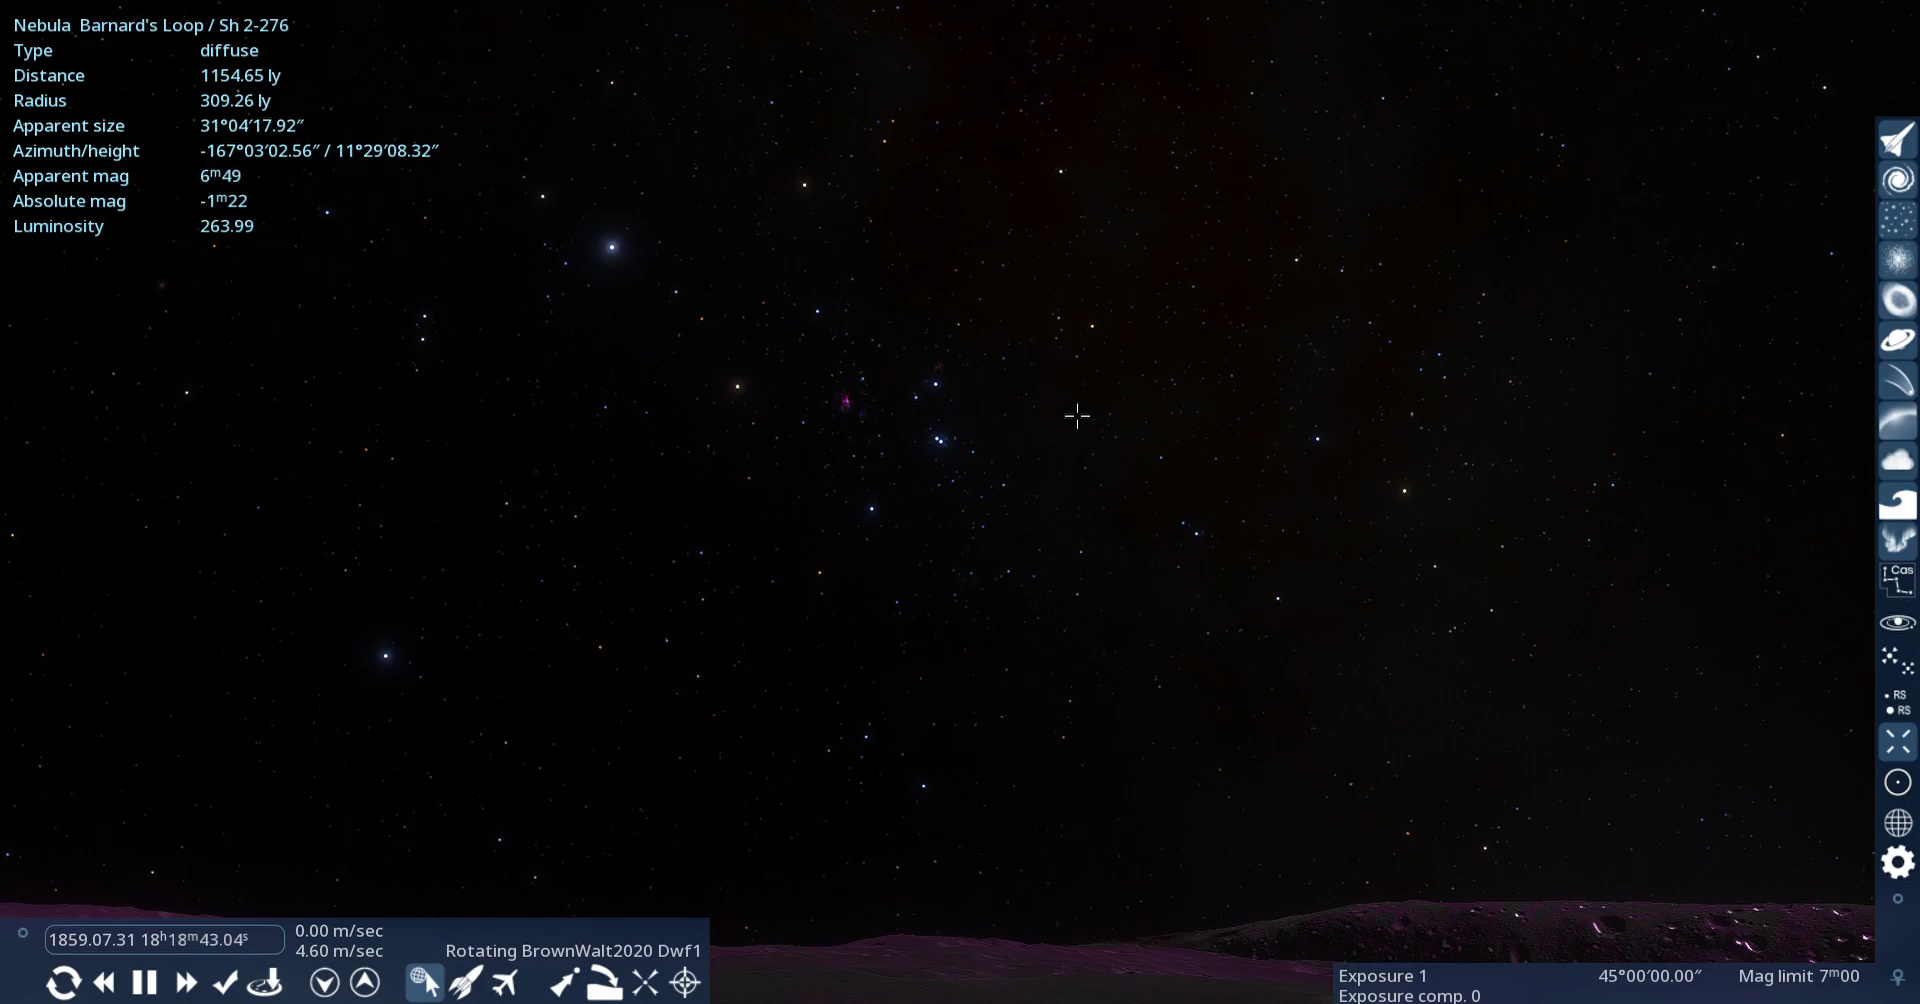 Nebula Barnard's Loop / Sh 2-276
Type diffuse
Distance 1154.65 ly
Radius 309.26 ly
Apparent size 31°04′17.92″
Azimuth/height -167°03′02.56″ / 11°29′08.32″
Apparent mag 6ᵐ49
Absolute mag -1ᵐ22
Luminosity 263.99
Cas
RS
RS
1859.07.31 18ʰ18ᵐ43.04ˢ
0.00 m/sec
4.60 m/sec
Rotating BrownWalt2020 Dwf1
Exposure 1 45°00′00.00″ Mag limit 7ᵐ00
Exposure comp. 0